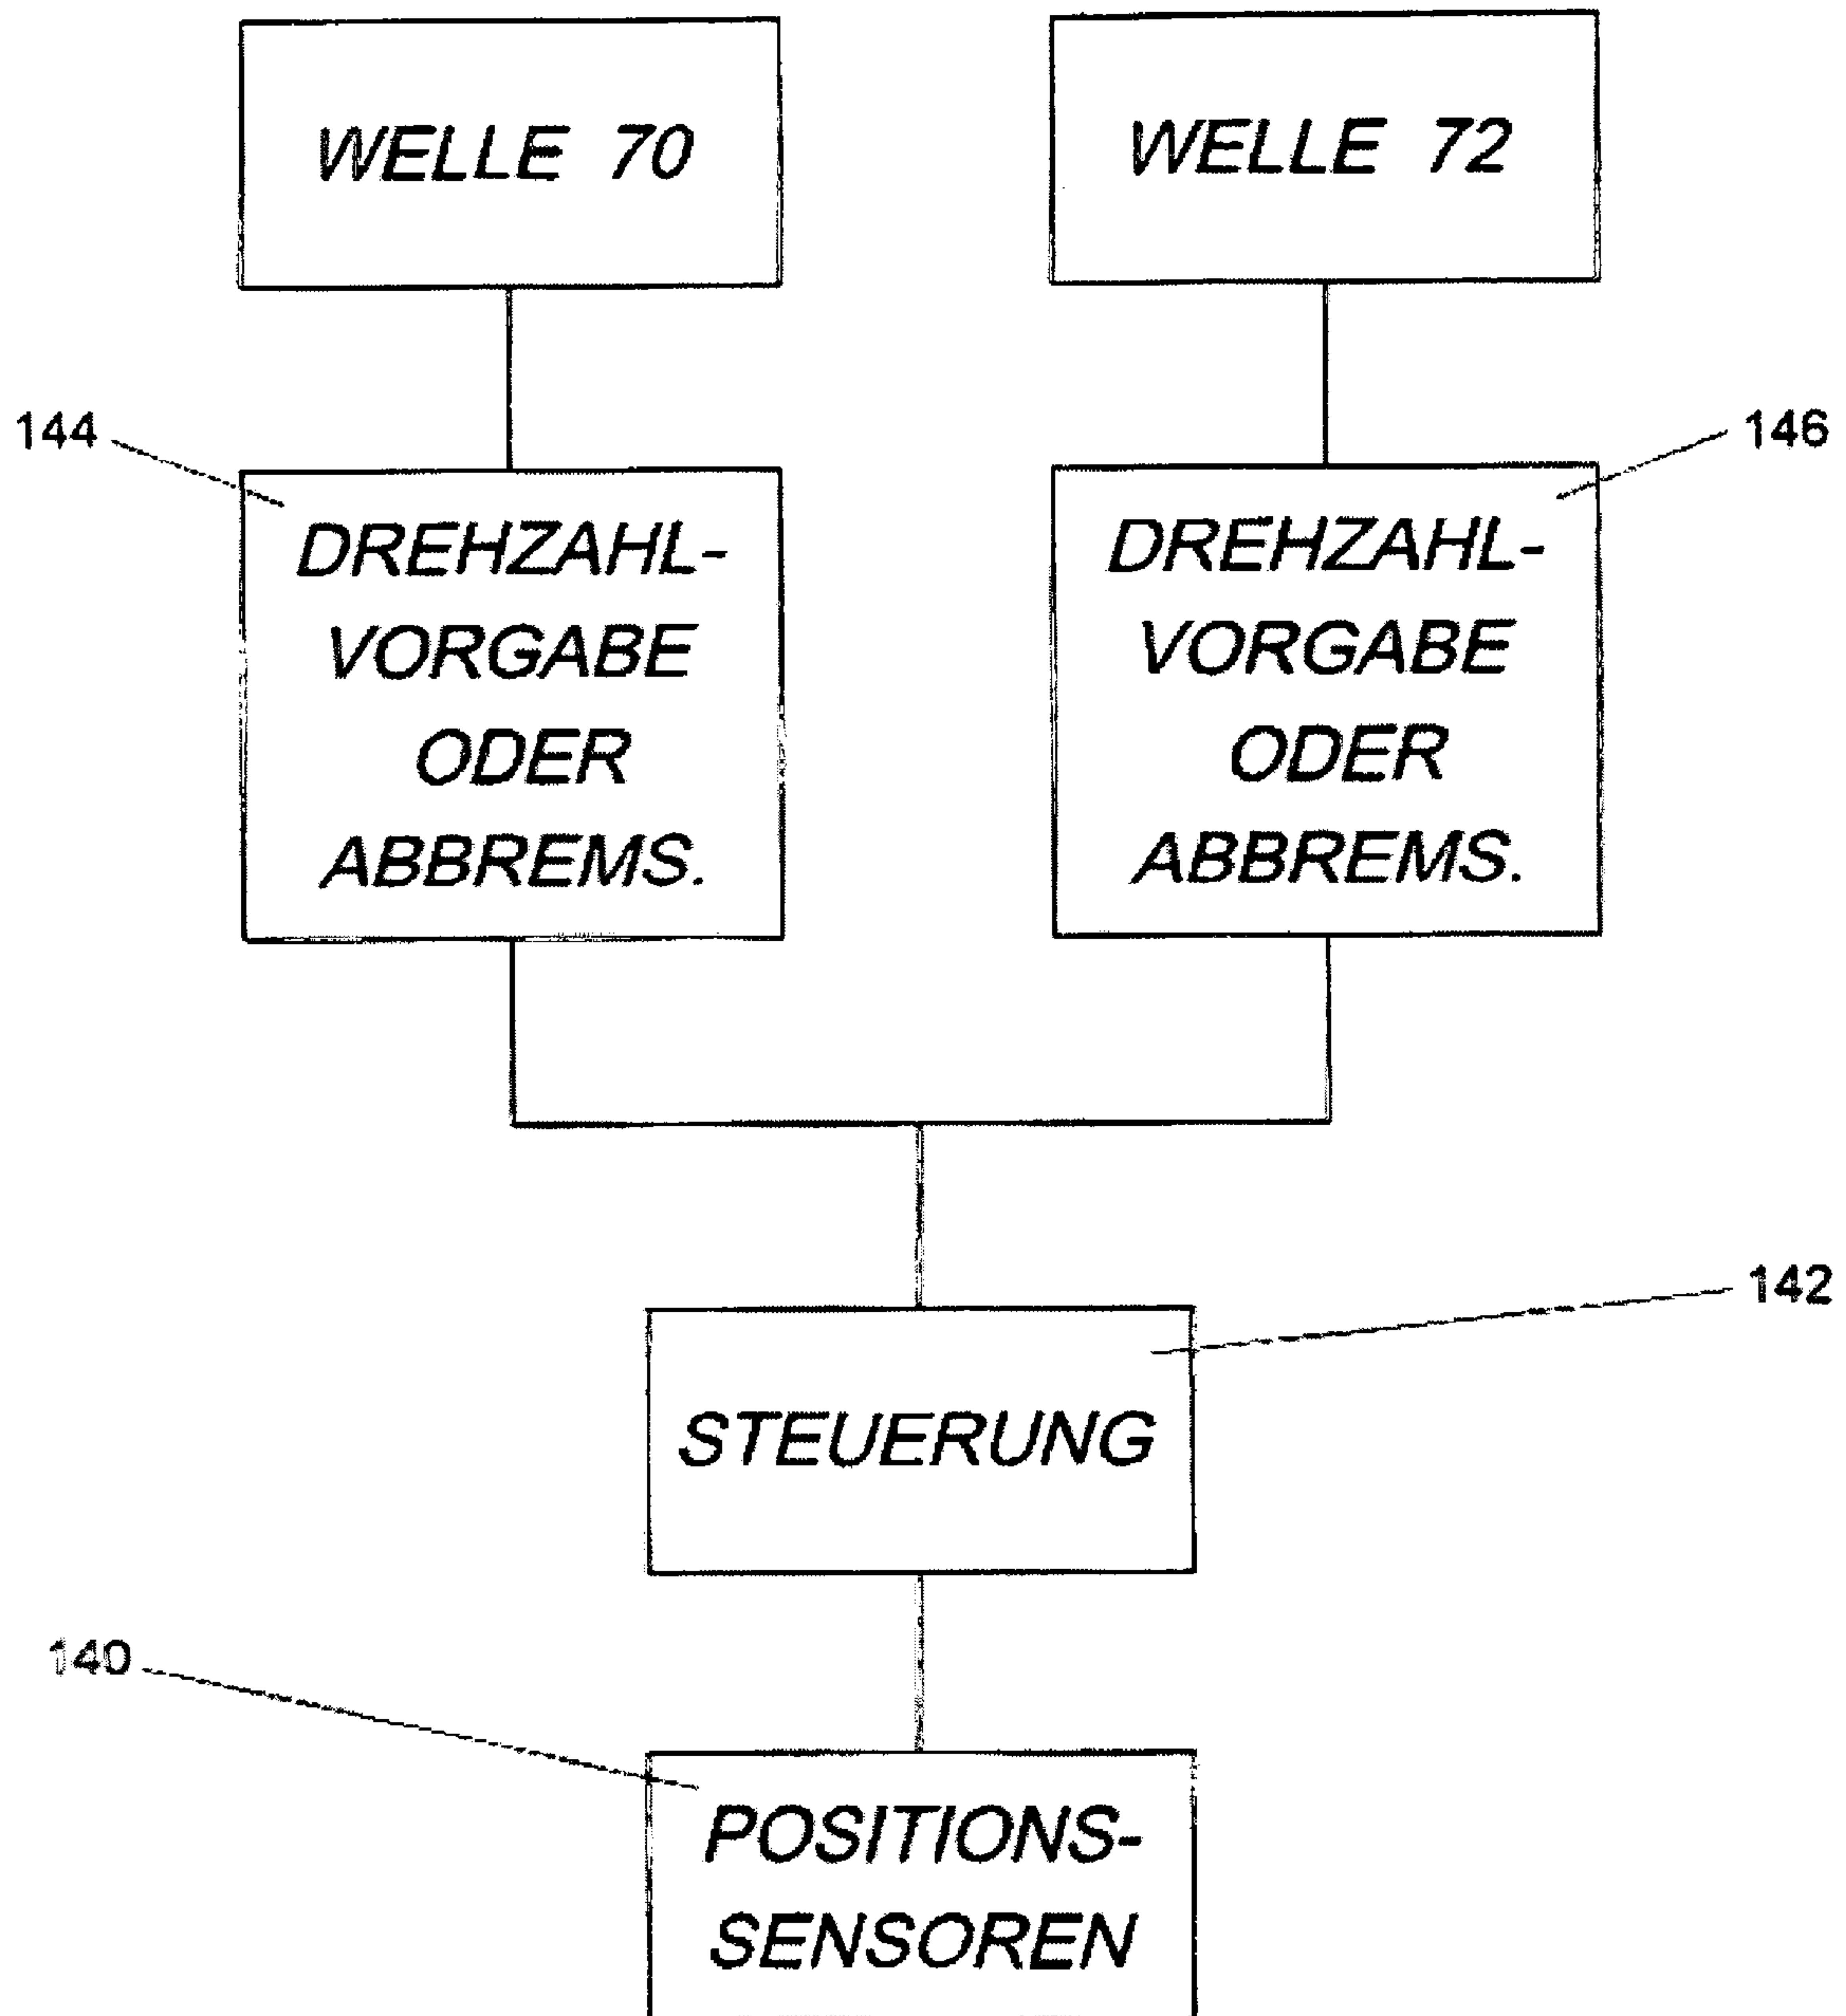 WELLE 70
WELLE 72
144
DREHZAHL-
VORGABE
ODER
ABBREMS.
146
DREHZAHL-
VORGABE
ODER
ABBREMS.
142
STEUERUNG
140
POSITIONS-
SENSOREN